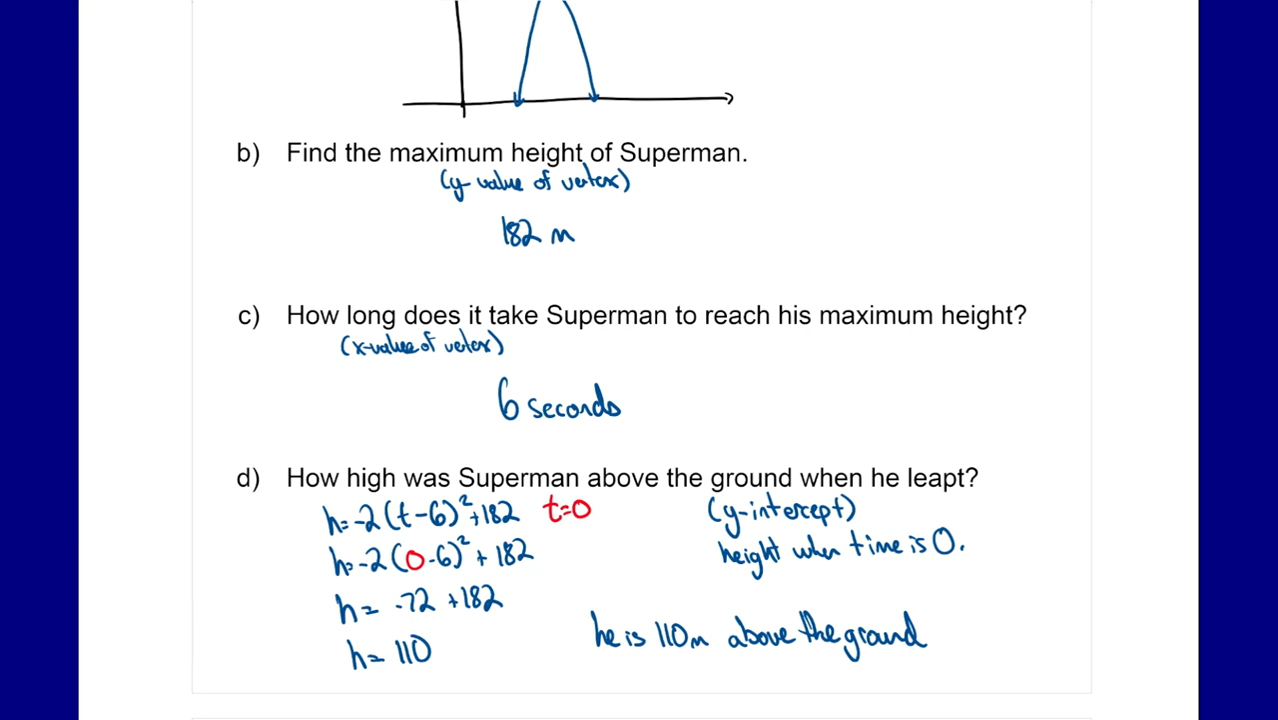 b) Find the maximum height of Superman.
(y-value of vertex)
182 m
c) How long does it take Superman to reach his maximum height?
(x-value of vertex)
6 seconds
d) How high was Superman above the ground when he leapt?
h=-2(t-6)²+182 t=0
h=-2(0-6)²+182
h= -72 +182
h= 110
(y-intercept)
height when time is 0.
he is 110m above the ground